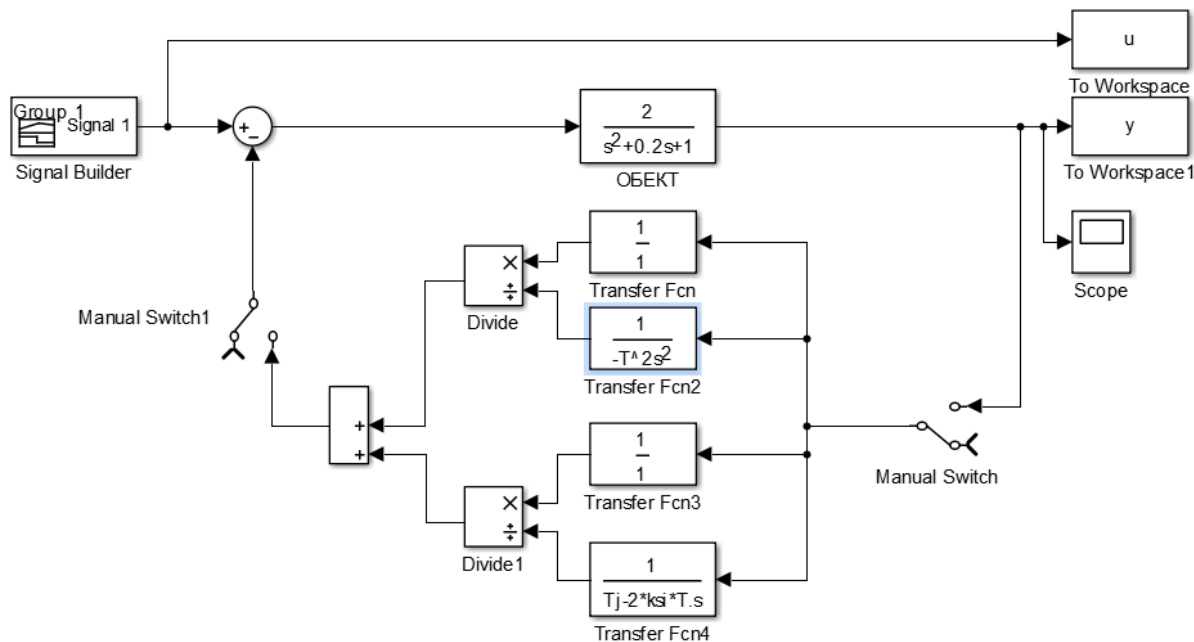 u
To Workspace
Group 1
Signal 1
Signal Builder
+
−
2
s²+0.2s+1
ОБЕКТ
y
To Workspace1
1
1
Transfer Fcn
×
÷
Divide
Scope
Manual Switch1
1
-T^2s²
Transfer Fcn2
+
+
1
1
Transfer Fcn3
Manual Switch
×
÷
Divide1
1
Tj-2*ksi*T.s
Transfer Fcn4